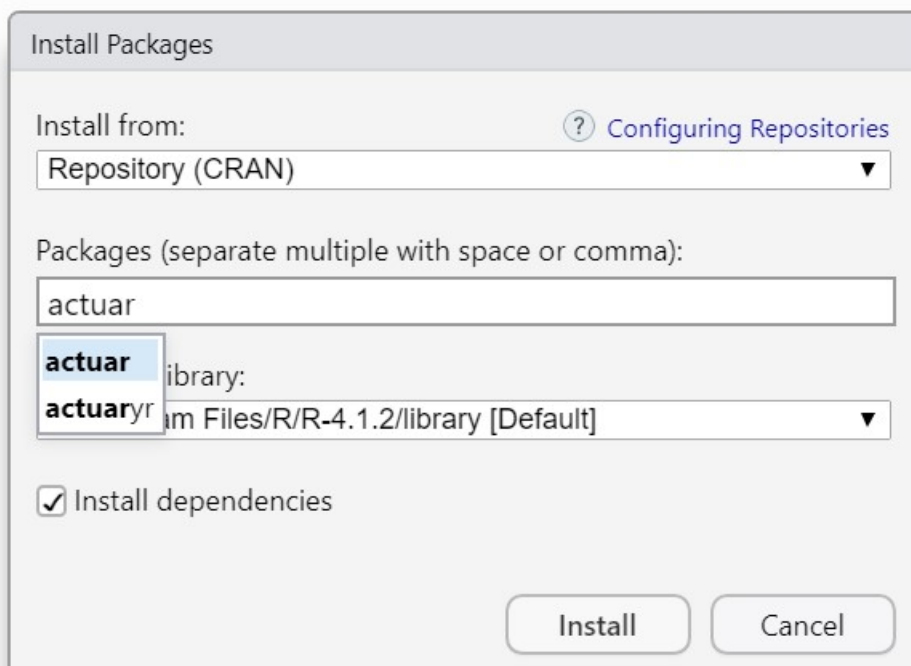 Install Packages
Install from:
? Configuring Repositories
Repository (CRAN)
Packages (separate multiple with space or comma):
actuar
actuar
ibrary:
actuaryr
am Files/R/R-4.1.2/library [Default]
Install dependencies
Install Cancel